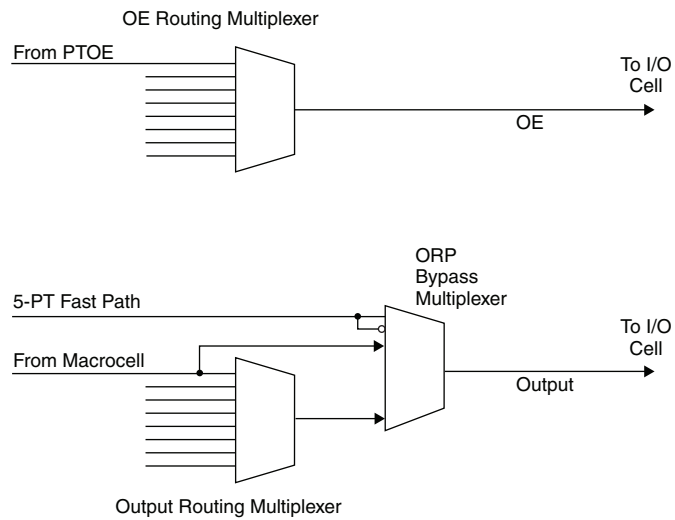 OE Routing Multiplexer
From PTOE
To I/O
Cell
OE
ORP
Bypass
Multiplexer
5-PT Fast Path
To I/O
Cell
From Macrocell
Output
Output Routing Multiplexer